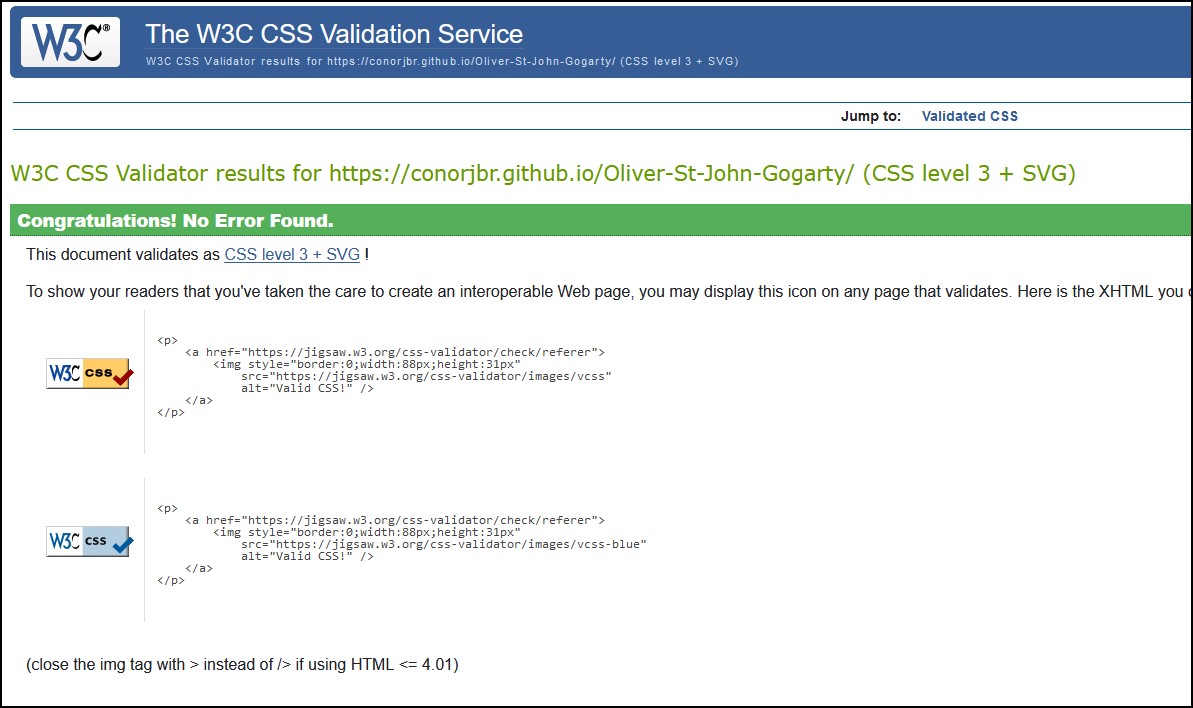 W3C®
The W3C CSS Validation Service
W3C CSS Validator results for https://conorjbr.github.io/Oliver-St-John-Gogarty/ (CSS level 3 + SVG)
Jump to: Validated CSS
W3C CSS Validator results for https://conorjbr.github.io/Oliver-St-John-Gogarty/ (CSS level 3 + SVG)
Congratulations! No Error Found.
This document validates as CSS level 3 + SVG !
To show your readers that you've taken the care to create an interoperable Web page, you may display this icon on any page that validates. Here is the XHTML you
W3C css
<p>
<a href="https://jigsaw.w3.org/css-validator/check/referer">
<img style="border:0;width:88px;height:31px"
src="https://jigsaw.w3.org/css-validator/images/vcss"
alt="Valid CSS!" />
</a>
</p>
W3C css
<p>
<a href="https://jigsaw.w3.org/css-validator/check/referer">
<img style="border:0;width:88px;height:31px"
src="https://jigsaw.w3.org/css-validator/images/vcss-blue"
alt="Valid CSS!" />
</a>
</p>
(close the img tag with > instead of /> if using HTML <= 4.01)